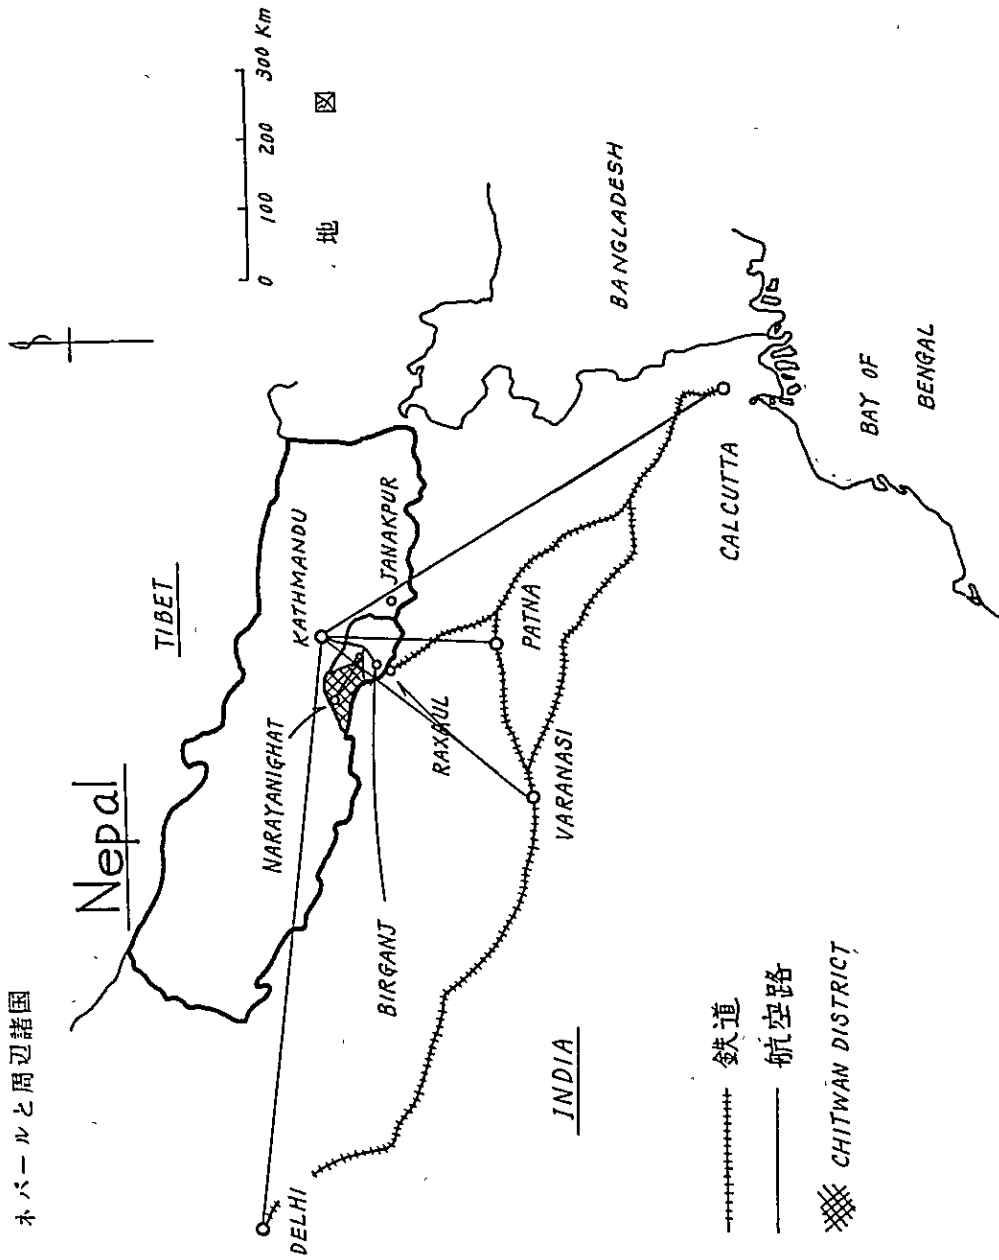 ネパールと周辺諸国
地図
0 100 200 300 Km
Nepal
TIBET
KATHMANDU
JANAKPUR
NARAYANIGHAT
BIRGANJ
RAXAUL
PATNA
VARANASI
CALCUTTA
DELHI
INDIA
BANGLADESH
BAY OF
BENGAL
鉄道
航空路
CHITWAN DISTRICT